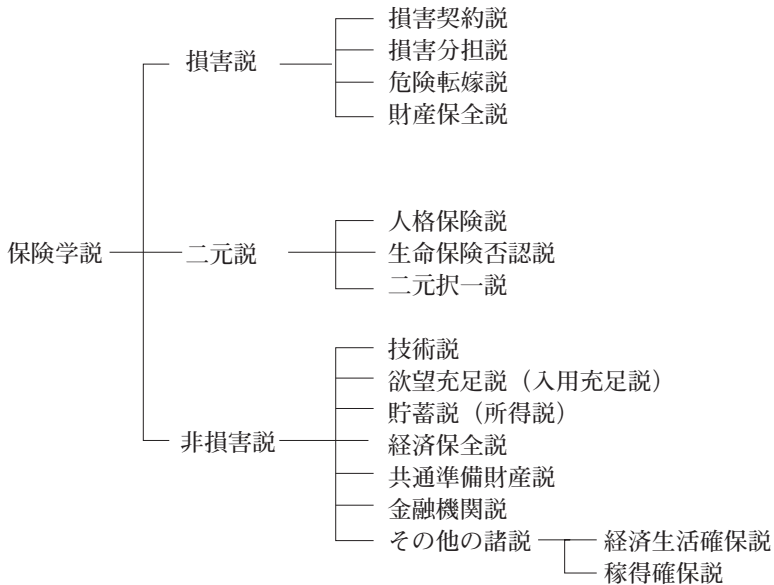 保険学説
損害説
損害契約説
損害分担説
危険転嫁説
財産保全説
二元説
人格保険説
生命保険否認説
二元択一説
非損害説
技術説
欲望充足説（入用充足説）
貯蓄説（所得説）
経済保全説
共通準備財産説
金融機関説
その他の諸説
経済生活確保説
稼得確保説